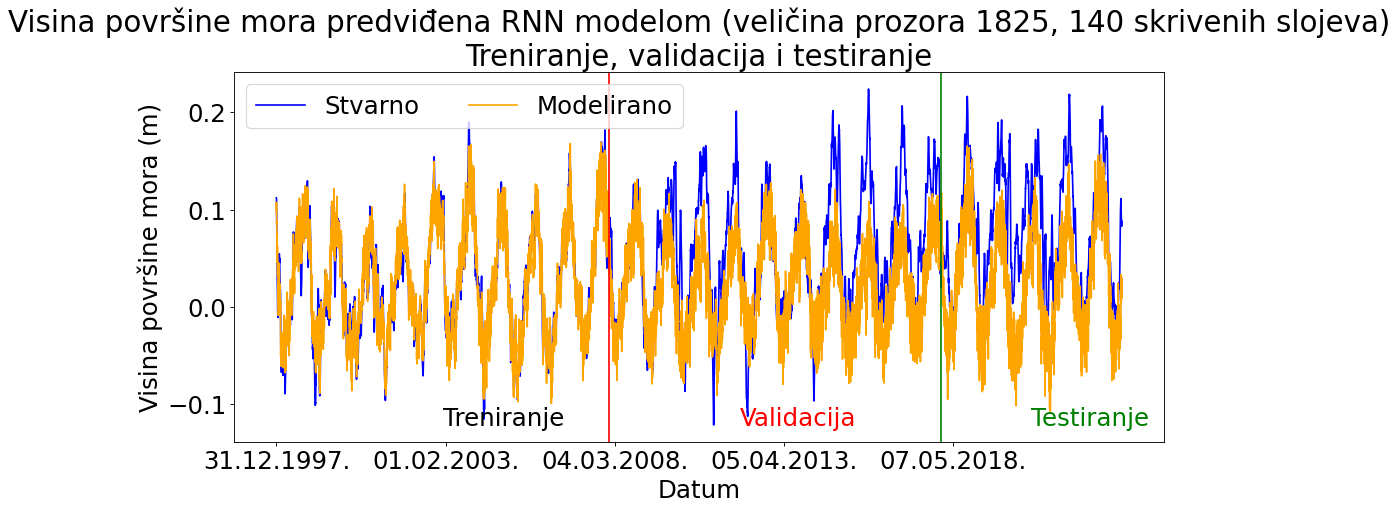 Visina površine mora predviđena RNN modelom (veličina prozora 1825, 140 skrivenih slojeva)
Treniranje, validacija i testiranje
Stvarno
Modelirano
Visina površine mora (m)
0.2
0.1
0.0
−0.1
Treniranje
Validacija
Testiranje
31.12.1997.
01.02.2003.
04.03.2008.
05.04.2013.
07.05.2018.
Datum